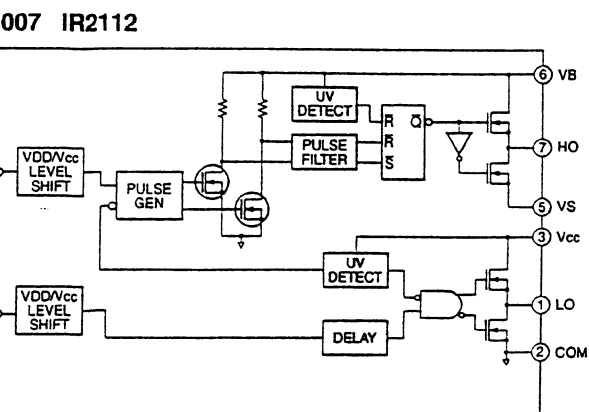 007 IR2112
6 VB
UV
DETECT
R Q
R
S
PULSE
FILTER
7 HO
VDD/Vcc
LEVEL
SHIFT
PULSE
GEN
5 VS
3 Vcc
UV
DETECT
VDD/Vcc
LEVEL
SHIFT
1 LO
DELAY
2 COM